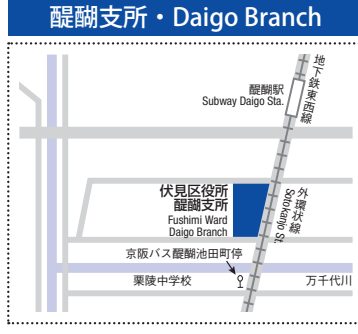 醍醐支所・Daigo Branch
地下鉄東西線
醍醐駅
Subway Daigo Sta.
伏見区役所
醍醐支所
Fushimi Ward
Daigo Branch
外環状線
Sotokanjo St.
京阪バス醍醐池田町停
栗陵中学校
万千代川